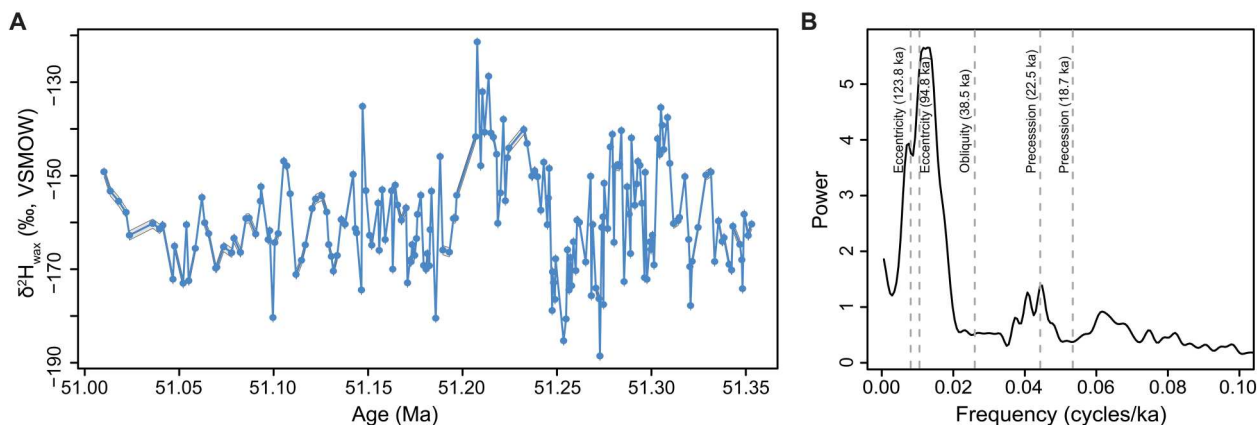 A
−130
−150
−170
−190
δ²H_wax (‰, VSMOW)
51.00
51.05
51.10
51.15
51.20
51.25
51.30
51.35
Age (Ma)
B
5
4
3
2
1
0
Power
Eccentricity (123.8 ka)
Eccentricity (94.8 ka)
Obliquity (38.5 ka)
Precesssion (22.5 ka)
Precession (18.7 ka)
0.00
0.02
0.04
0.06
0.08
0.10
Frequency (cycles/ka)